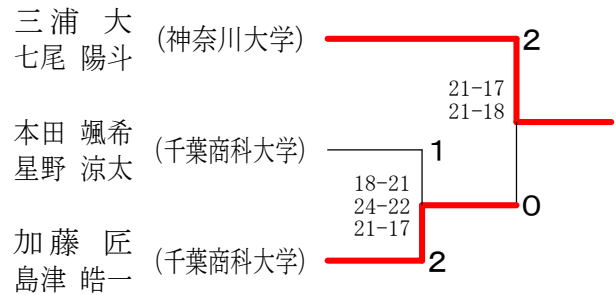 三浦 大
七尾 陽斗
(神奈川大学)
2
21-17
21-18
本田 颯希
星野 涼太
(千葉商科大学)
1
18-21
24-22
21-17
0
加藤 匠
島津 皓一
(千葉商科大学)
2